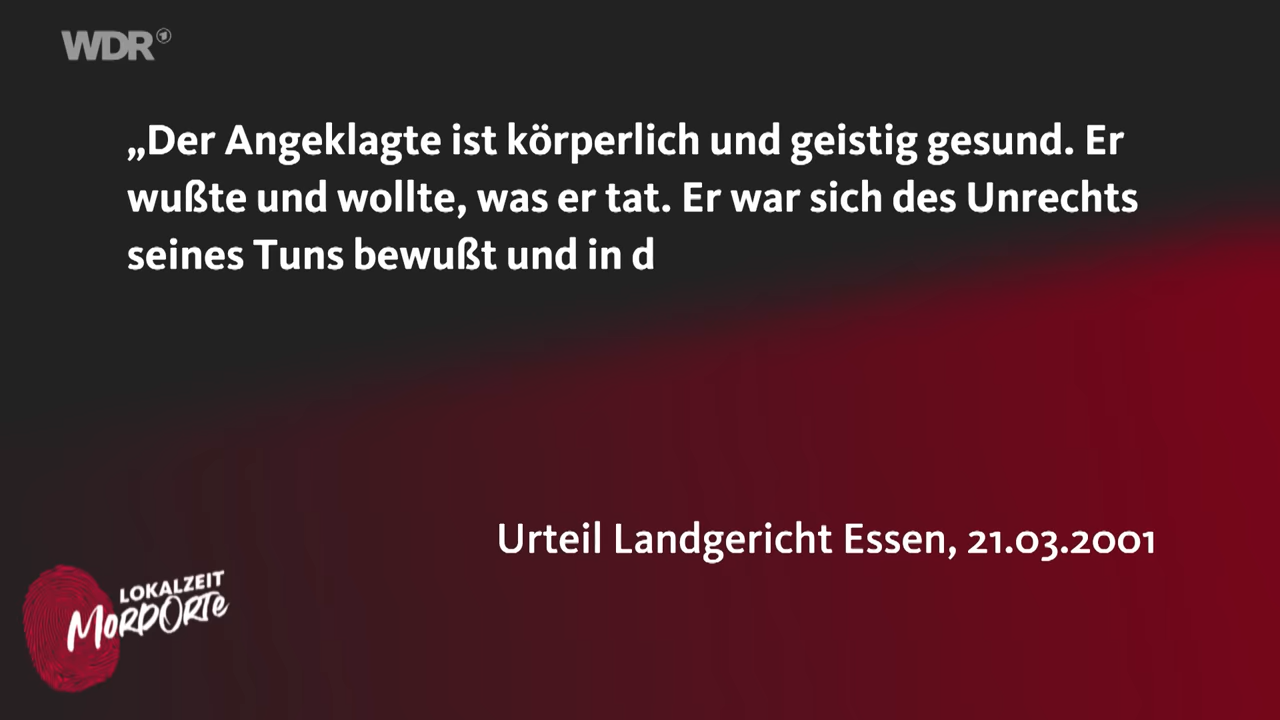 WDR
„Der Angeklagte ist körperlich und geistig gesund. Er
wußte und wollte, was er tat. Er war sich des Unrechts
seines Tuns bewußt und in d
Urteil Landgericht Essen, 21.03.2001
LOKALZEIT
MORDORTE